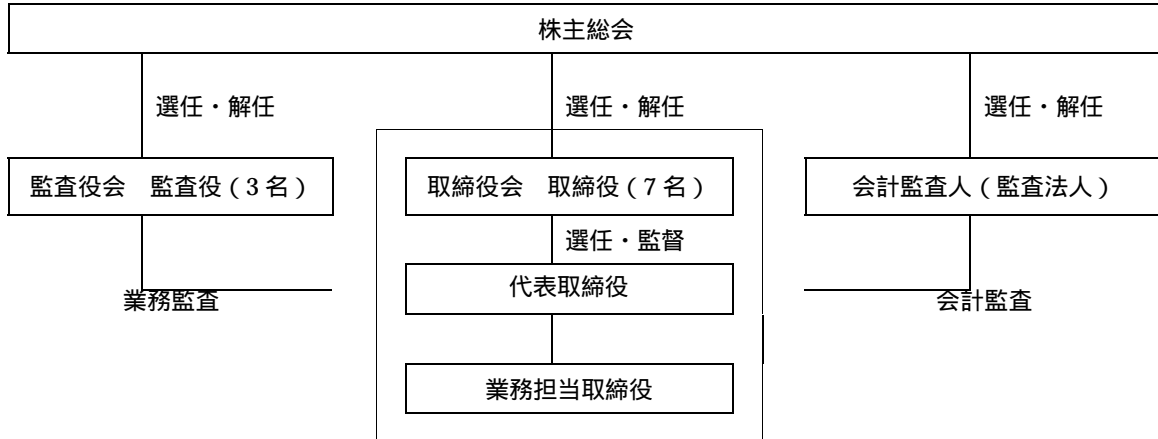 株主総会
選任・解任
選任・解任
選任・解任
監査役会　監査役(3名)
取締役会　取締役(7名)
会計監査人(監査法人)
選任・監督
代表取締役
業務監査
会計監査
業務担当取締役